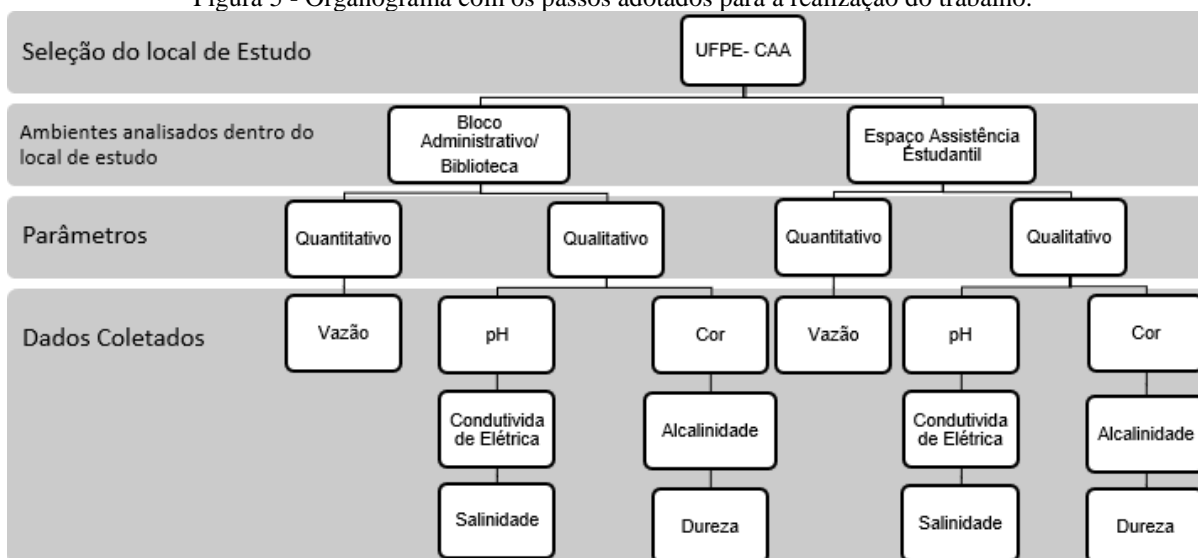 Figura 5 - Organograma com os passos adotados para a realização do trabalho.
Seleção do local de Estudo
UFPE- CAA
Ambientes analisados dentro do
local de estudo
Bloco
Administrativo/
Biblioteca
Espaço Assistência
Estudantil
Parâmetros
Quantitativo
Qualitativo
Quantitativo
Qualitativo
Dados Coletados
Vazão
pH
Cor
Vazão
pH
Cor
Condutivida
de Elétrica
Alcalinidade
Condutivida
de Elétrica
Alcalinidade
Salinidade
Dureza
Salinidade
Dureza